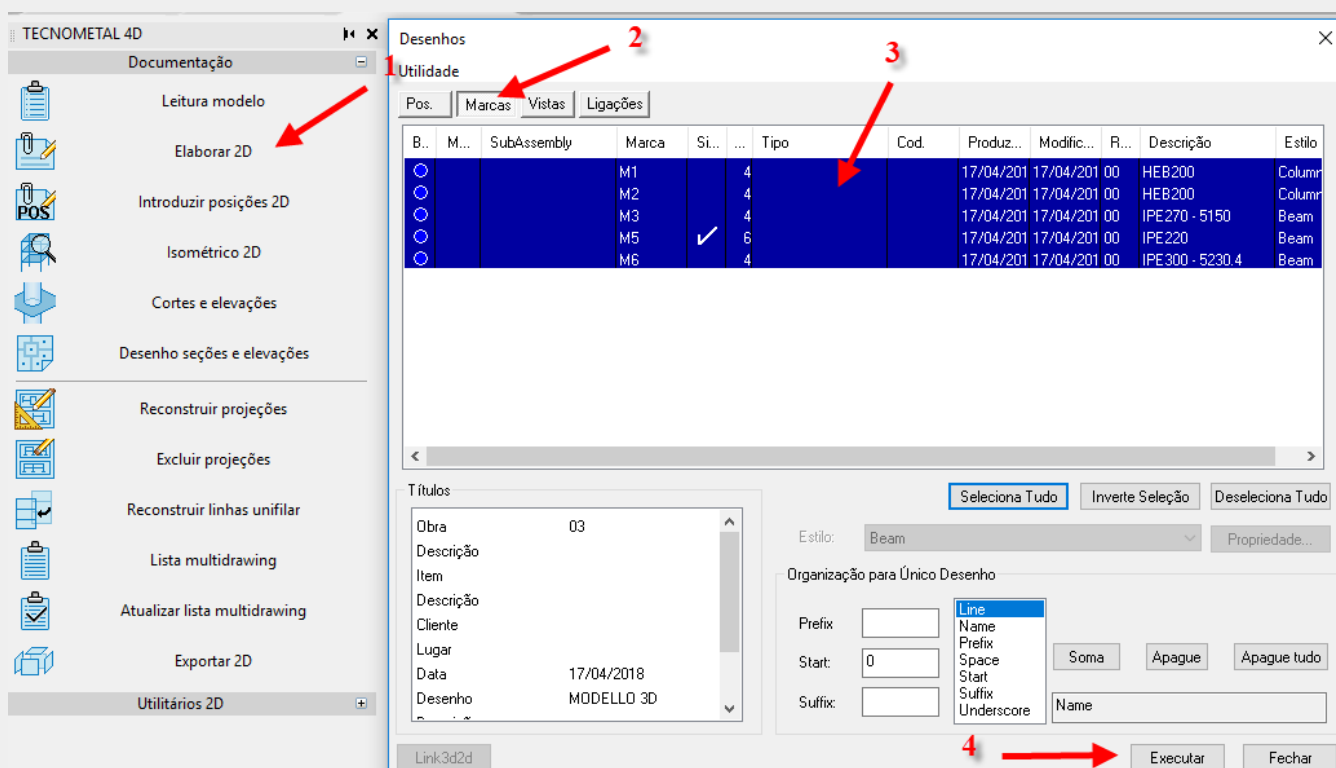 TECNOMETAL 4D
Documentação
Leitura modelo
Elaborar 2D
POS
Introduzir posições 2D
Isométrico 2D
Cortes e elevações
Desenho seções e elevações
Reconstruir projeções
Excluir projeções
Reconstruir linhas unifilar
Lista multidrawing
Atualizar lista multidrawing
Exportar 2D
Utilitários 2D
1
2
3
4
Desenhos
Utilidade
Pos. Marcas Vistas Ligações
B.. M... SubAssembly Marca Si... ... Tipo Cod. Produz... Modific... R... Descrição Estilo
M1 4 17/04/201 17/04/201 00 HEB200 Column
M2 4 17/04/201 17/04/201 00 HEB200 Column
M3 4 17/04/201 17/04/201 00 IPE270 - 5150 Beam
M5 6 17/04/201 17/04/201 00 IPE220 Beam
M6 4 17/04/201 17/04/201 00 IPE300 - 5230.4 Beam
Seleciona Tudo Inverte Seleção Deseleciona Tudo
Títulos
Obra 03
Descrição
Item
Descrição
Cliente
Lugar
Data 17/04/2018
Desenho MODELLO 3D
Estilo: Beam Propriedade...
Organização para Único Desenho
Prefix
Start: 0
Suffix:
Line
Name
Prefix
Space
Start
Suffix
Underscore
Soma Apague Apague tudo
Name
Link3d2d
Executar Fechar